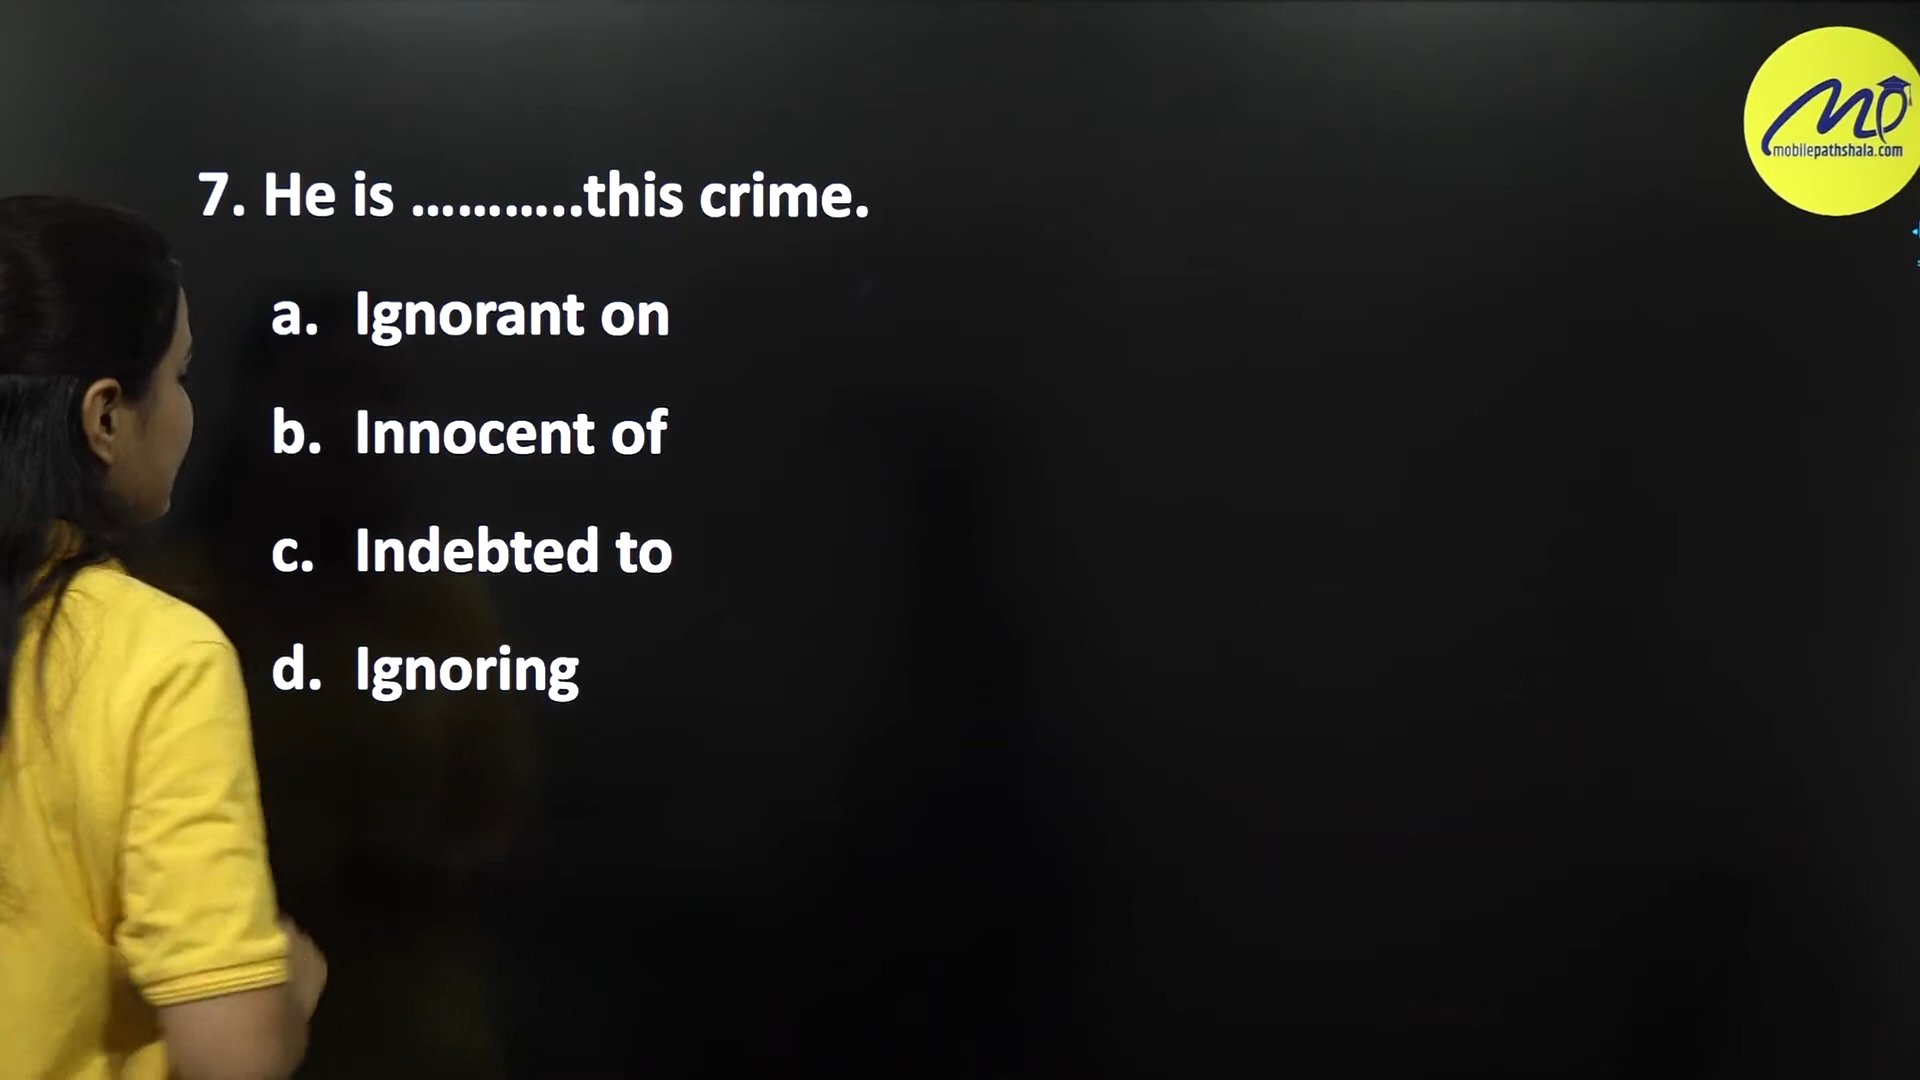 mobilepathshala.com
7. He is ………..this crime.
a. Ignorant on
b. Innocent of
c. Indebted to
d. Ignoring